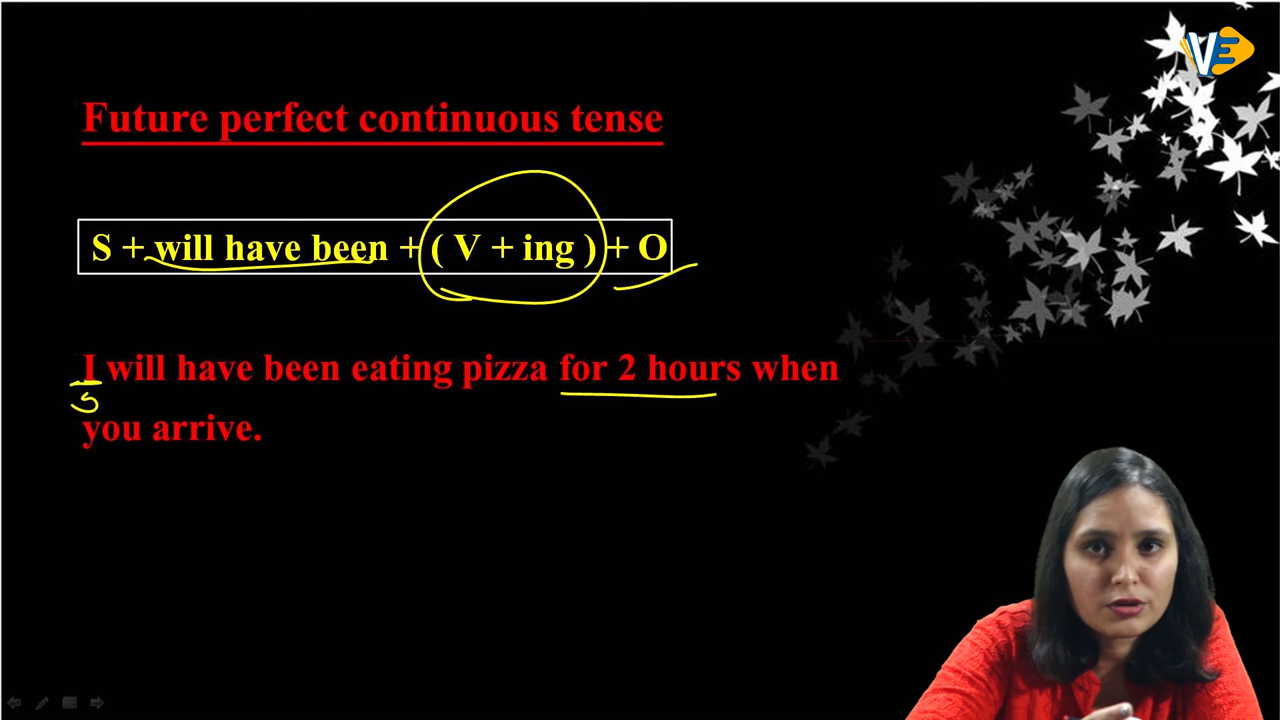 VE
Future perfect continuous tense
S + will have been + ( V + ing ) + O
I will have been eating pizza for 2 hours when
S
you arrive.